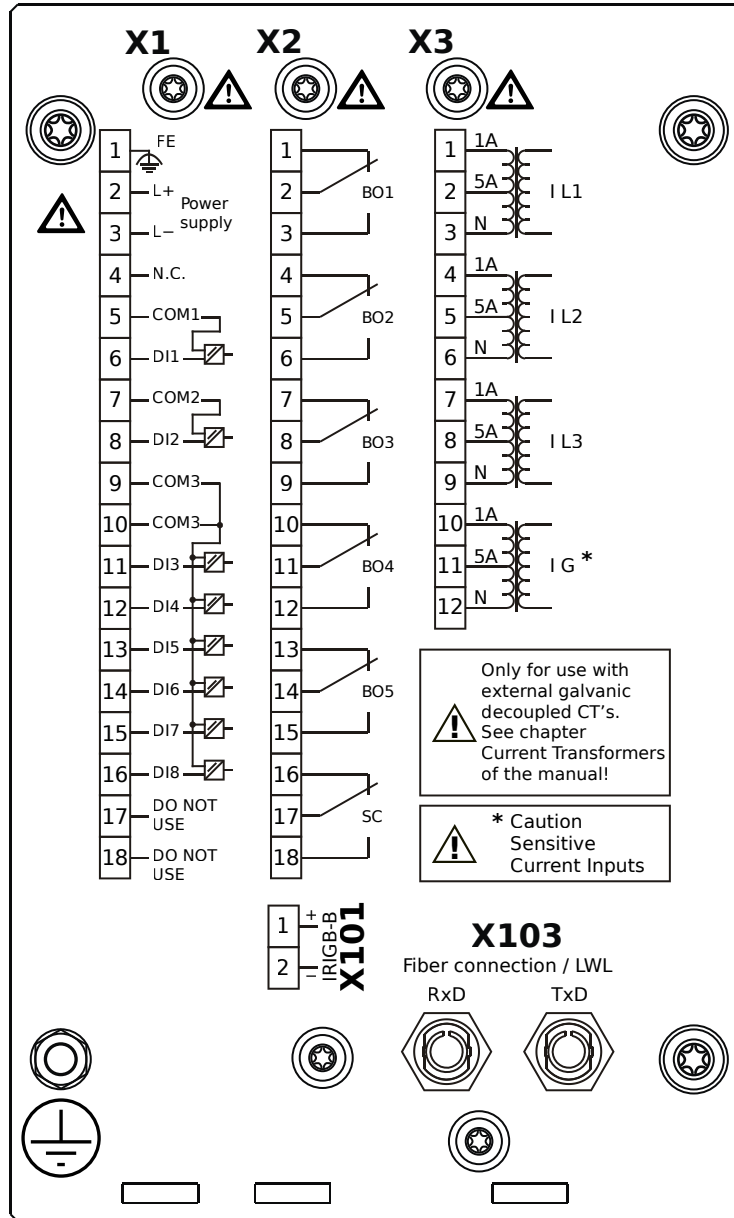 X1 X2 X3
1 FE
2 L+
Power
supply
3 L−
4 N.C.
5 COM1
6 DI1
7 COM2
8 DI2
9 COM3
10 COM3
11 DI3
12 DI4
13 DI5
14 DI6
15 DI7
16 DI8
17 DO NOT
USE
18 DO NOT
USE
1
2 BO1
3
4
5 BO2
6
7
8 BO3
9
10
11 BO4
12
13
14 BO5
15
16
17 SC
18
1 1A
2 5A I L1
3 N
4 1A
5 5A I L2
6 N
7 1A
8 5A I L3
9 N
10 1A
11 5A I G *
12 N
Only for use with
external galvanic
decoupled CT’s.
See chapter
Current Transformers
of the manual!
* Caution
Sensitive
Current Inputs
1 +
2 −
IRIGB-B
X101
X103
Fiber connection / LWL
RxD TxD